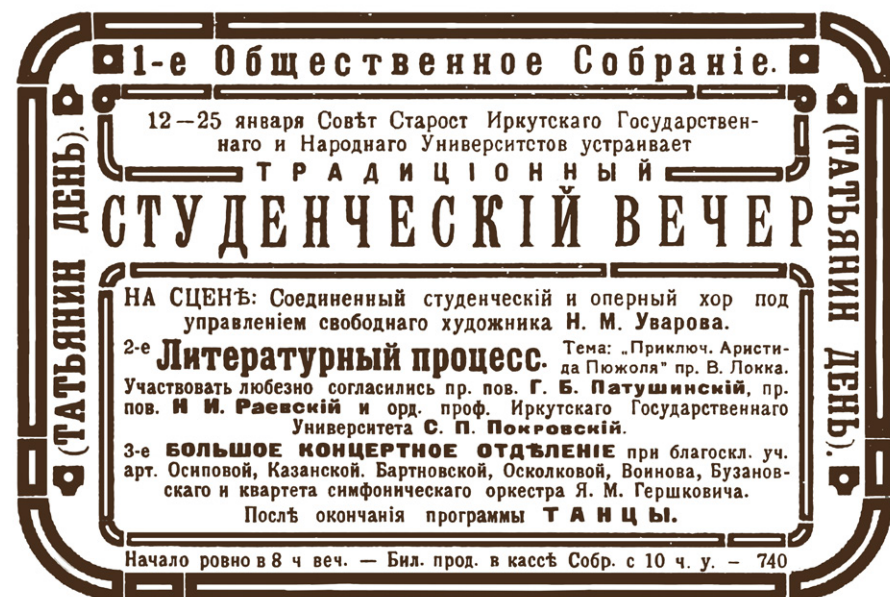 1-е Общественное Собраніе.
(ТАТЬЯНИН ДЕНЬ).
12—25 января Совѣт Старост Иркутскаго Государствен-
наго и Народнаго Университстов устраивает
ТРАДИЦІОННЫЙ
СТУДЕНЧЕСКІЙ ВЕЧЕР
НА СЦЕНѢ: Соединенный студенческій и оперный хор под
управленіем свободнаго художника Н. М. Уварова.
2-е Литературный процесс. Тема: „Приключ. Аристи-
да Пюжоля" пр. В. Локка.
Участвовать любезно согласились пр. пов. Г. Б. Патушинскій, пр.
пов. Н И. Раевскій и орд. проф. Иркутскаго Государственнаго
Университета С. П. Покровскій.
3-е БОЛЬШОЕ КОНЦЕРТНОЕ ОТДѢЛЕНІЕ при благоскл. уч.
арт. Осиповой, Казанской. Бартновской, Осколковой, Воинова, Бузанов-
скаго и квартета симфоническаго оркестра Я. М. Гершковича.
Послѣ окончанія программы ТАНЦЫ.
Начало ровно в 8 ч веч. — Бил. прод. в кассѣ Собр. с 10 ч. у. — 740
(ТАТЬЯНИН ДЕНЬ).